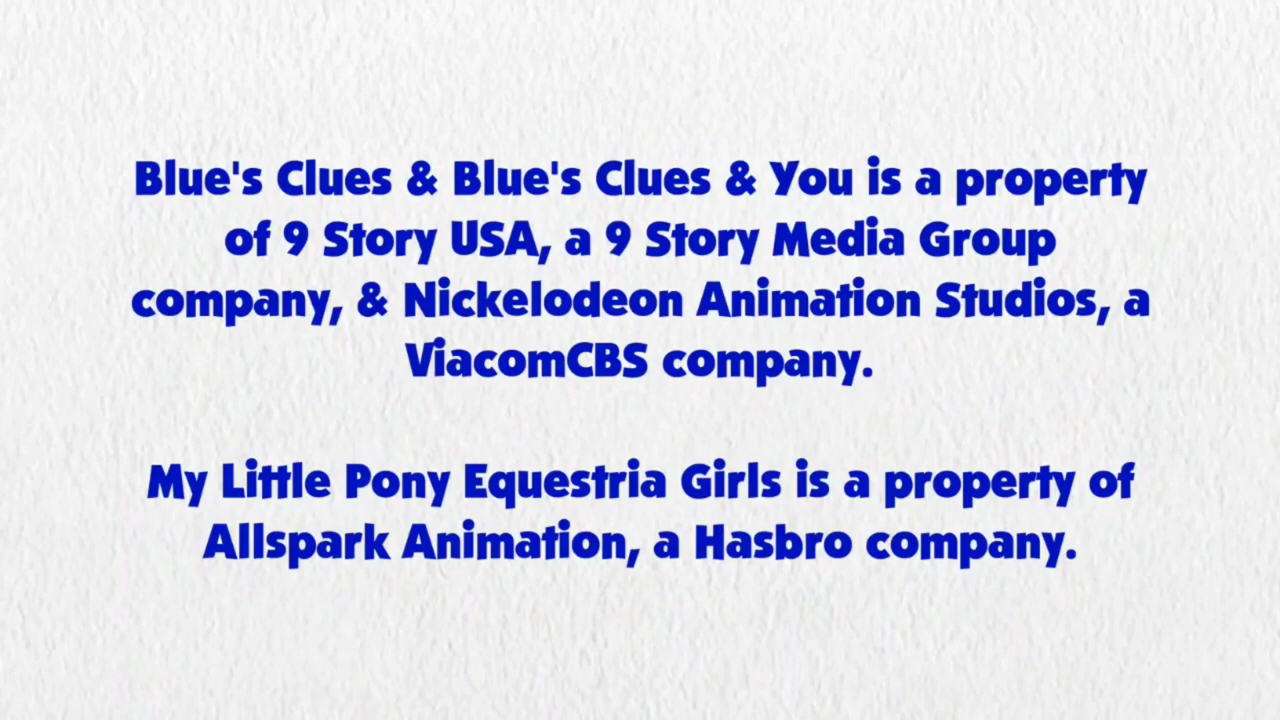 Blue's Clues & Blue's Clues & You is a property
of 9 Story USA, a 9 Story Media Group
company, & Nickelodeon Animation Studios, a
ViacomCBS company.
My Little Pony Equestria Girls is a property of
Allspark Animation, a Hasbro company.